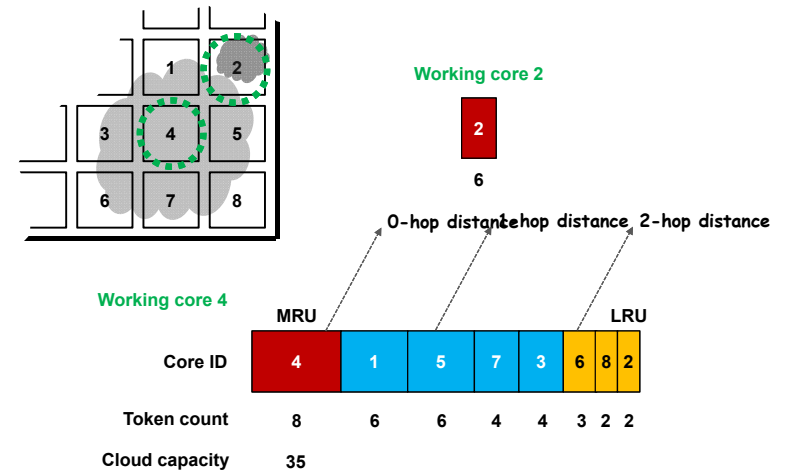 1 2
3 4 5
6 7 8
Working core 2
2
6
0-hop distance 1-hop distance 2-hop distance
Working core 4
MRU LRU
Core ID 4 1 5 7 3 6 8 2
Token count 8 6 6 4 4 3 2 2
Cloud capacity 35